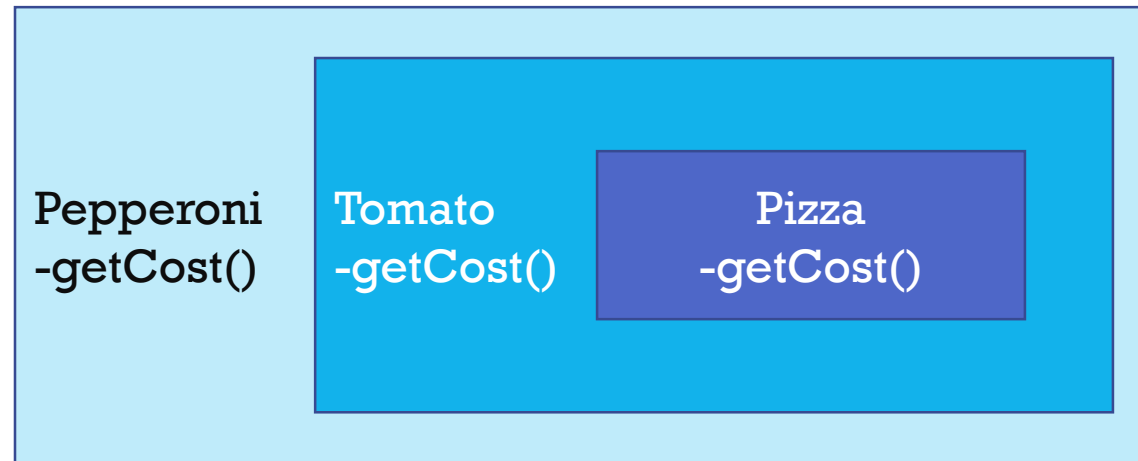 Pepperoni
-getCost()
Tomato
-getCost()
Pizza
-getCost()